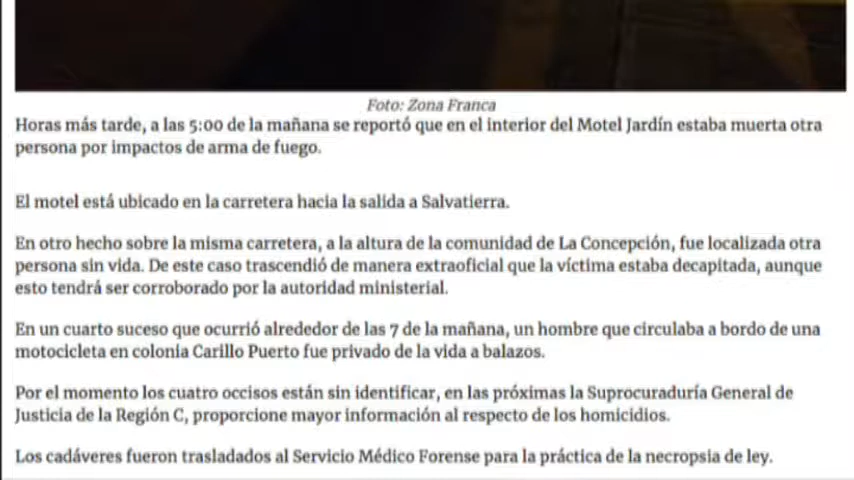 Foto: Zona Franca
Horas más tarde, a las 5:00 de la mañana se reportó que en el interior del Motel Jardín estaba muerta otra
persona por impactos de arma de fuego.
El motel está ubicado en la carretera hacia la salida a Salvatierra.
En otro hecho sobre la misma carretera, a la altura de la comunidad de La Concepción, fue localizada otra
persona sin vida. De este caso trascendió de manera extraoficial que la víctima estaba decapitada, aunque
esto tendrá ser corroborado por la autoridad ministerial.
En un cuarto suceso que ocurrió alrededor de las 7 de la mañana, un hombre que circulaba a bordo de una
motocicleta en colonia Carillo Puerto fue privado de la vida a balazos.
Por el momento los cuatro occisos están sin identificar, en las próximas la Suprocuraduría General de
Justicia de la Región C, proporcione mayor información al respecto de los homicidios.
Los cadáveres fueron trasladados al Servicio Médico Forense para la práctica de la necropsia de ley.